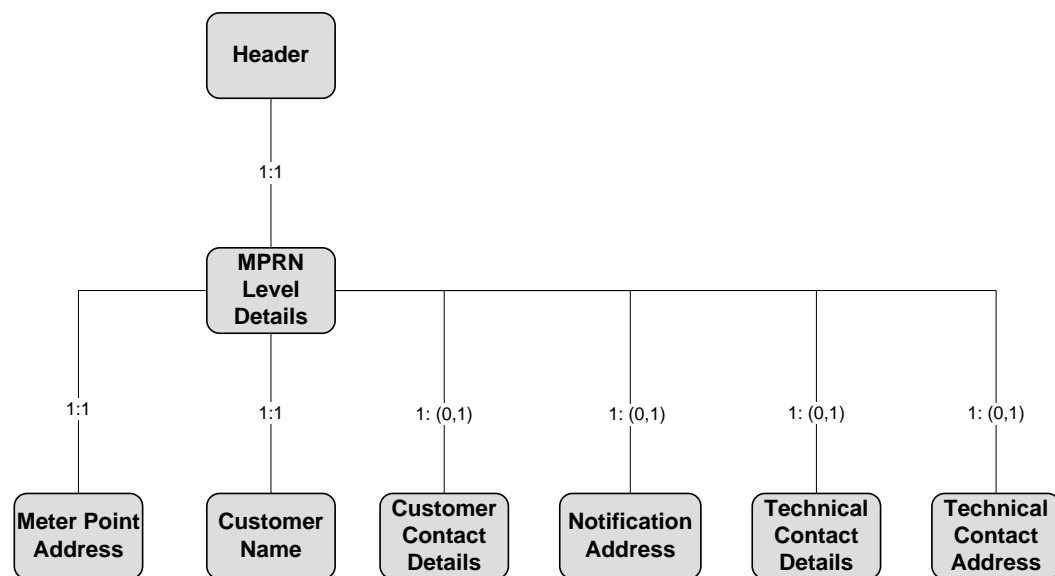 Header
1:1
MPRN
Level
Details
1:1
1:1
1: (0,1)
1: (0,1)
1: (0,1)
1: (0,1)
Meter Point
Address
Customer
Name
Customer
Contact
Details
Notification
Address
Technical
Contact
Details
Technical
Contact
Address